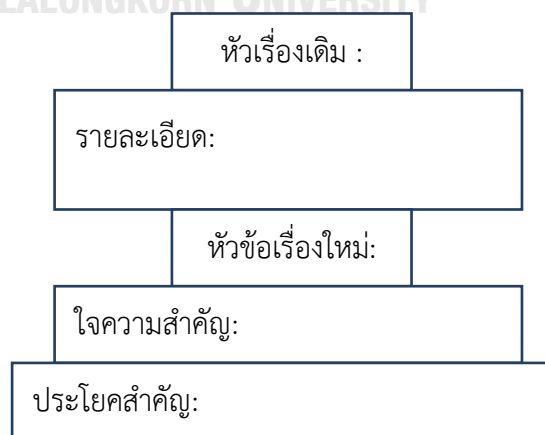 LALONGKORN UNIVERSITY
หัวเรื่องเดิม :
รายละเอียด:
หัวข้อเรื่องใหม่:
ใจความสำคัญ:
ประโยคสำคัญ: